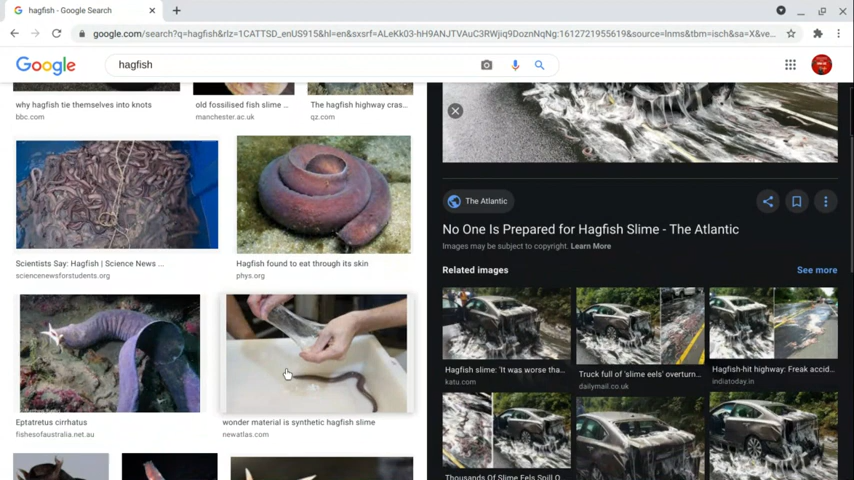 hagfish - Google Search
google.com/search?q=hagfish&rlz=1CATTSD_enUS915&hl=en&sxsrf=ALeKk03-hH9ANJTVAuC3RWjiq9DoznNqNg:1612721955619&source=lnms&tbm=isch&sa=X&ve...
Google
hagfish
why hagfish tie themselves into knots
bbc.com
old fossilised fish slime ...
manchester.ac.uk
The hagfish highway cras...
qz.com
Scientists Say: Hagfish | Science News ...
sciencenewsforstudents.org
Hagfish found to eat through its skin
phys.org
Eptatretus cirrhatus
fishesofaustralia.net.au
wonder material is synthetic hagfish slime
newatlas.com
The Atlantic
No One Is Prepared for Hagfish Slime - The Atlantic
Images may be subject to copyright. Learn More
Related images
See more
Hagfish slime: 'It was worse tha...
katu.com
Truck full of 'slime eels' overturn...
dailymail.co.uk
Hagfish-hit highway: Freak accid...
indiatoday.in
Thousands Of Slime Eels Spill O